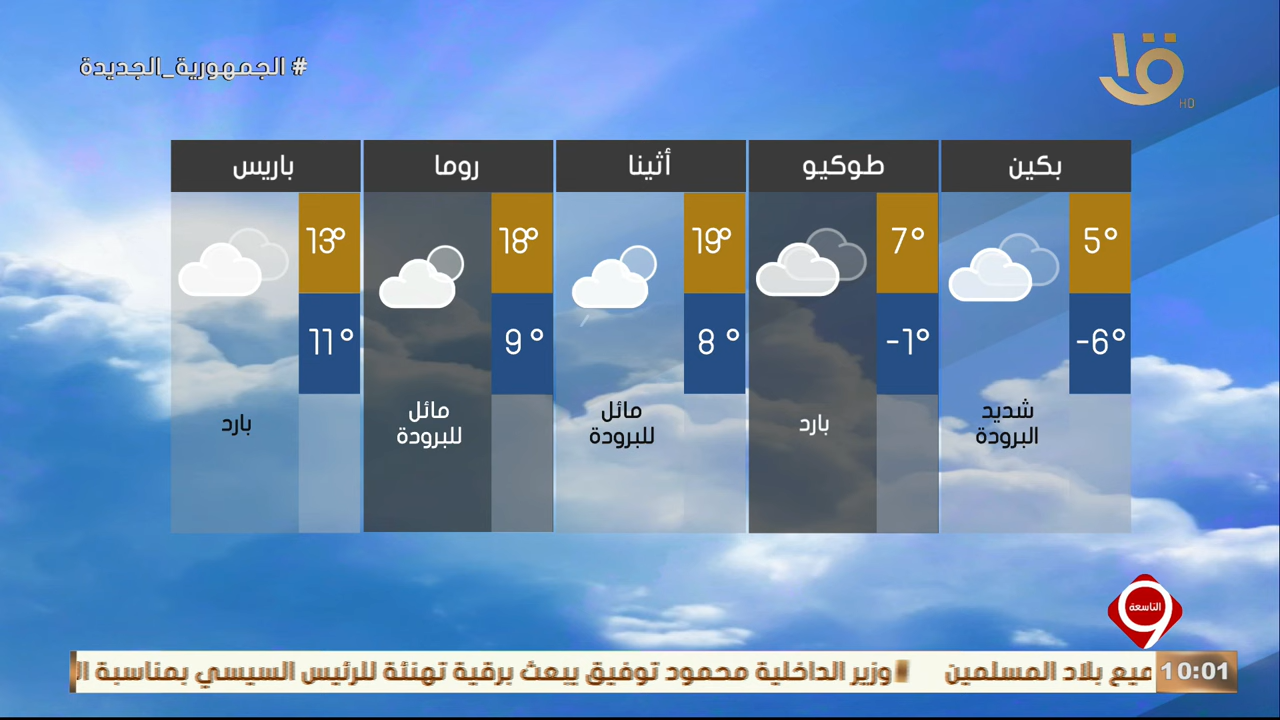 # الجمهورية_الجديدة
HD
بكين
5°
-6°
شديد
البرودة
طوكيو
7°
-1°
بارد
أثينا
19°
8°
مائل
للبرودة
روما
18°
9°
مائل
للبرودة
باريس
13°
11°
بارد
التاسعة
9
10:01
بلاد المسلمين
وزير الداخلية محمود توفيق يبعث برقية تهنئة للرئيس السيسي بمناسبة